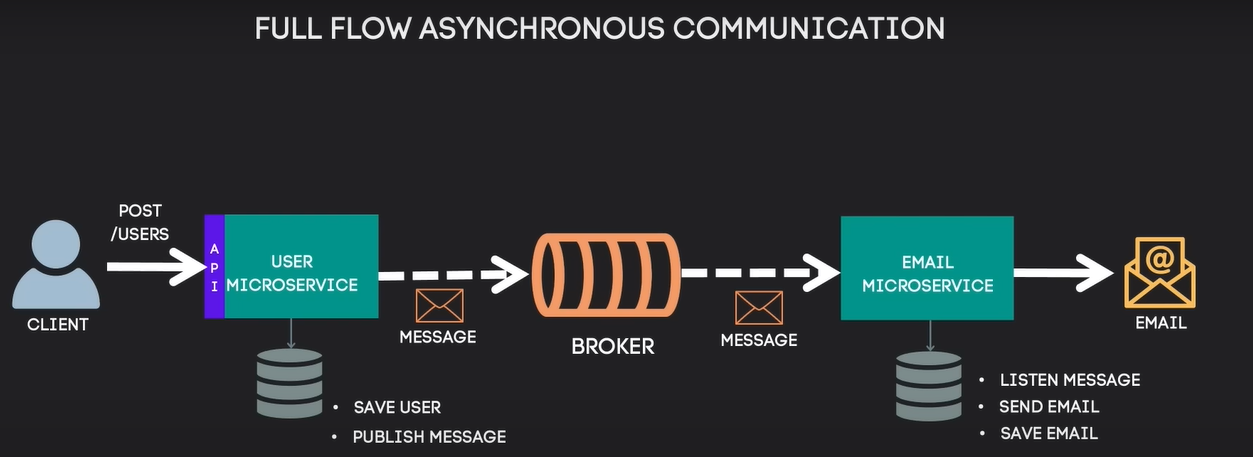 FULL FLOW ASYNCHRONOUS COMMUNICATION
POST
/USERS
CLIENT
A
P
I
USER
MICROSERVICE
MESSAGE
BROKER
MESSAGE
EMAIL
MICROSERVICE
@
EMAIL
• SAVE USER
• PUBLISH MESSAGE
• LISTEN MESSAGE
• SEND EMAIL
• SAVE EMAIL